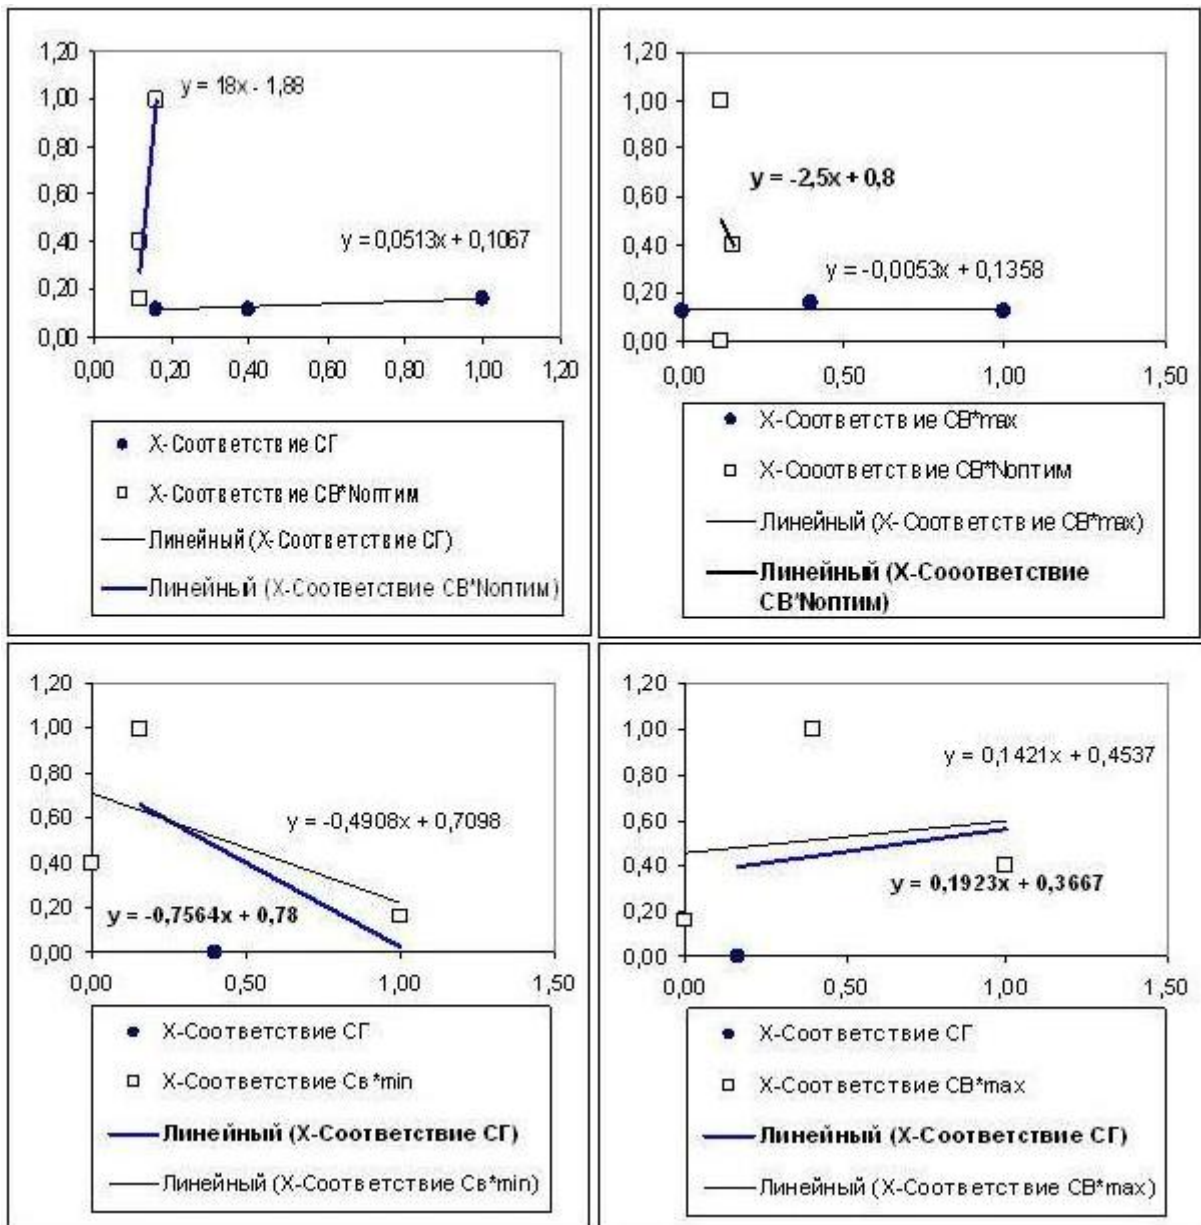 1,20
1,00
0,80
0,60
0,40
0,20
0,00
0,00 0,20 0,40 0,60 0,80 1,00 1,20
y = 18x - 1,88
y = 0,0513x + 0,1067
X-Соответствие СГ
X-Соответствие СВ*Nоптим
Линейный (X-Соответствие СГ)
Линейный (X-Соответствие СВ*Nоптим)
1,20
1,00
0,80
0,60
0,40
0,20
0,00
0,00 0,50 1,00 1,50
y = -2,5x + 0,8
y = -0,0053x + 0,1358
X-Соответствие СВ*max
X-Сооответствие СВ*Nоптим
Линейный (X-Соответствие СВ*max)
Линейный (X-Сооответствие
СВ*Nоптим)
1,20
1,00
0,80
0,60
0,40
0,20
0,00
0,00 0,50 1,00 1,50
y = -0,4908x + 0,7098
y = -0,7564x + 0,78
X-Соответствие СГ
X-Соответствие Св*min
Линейный (X-Соответствие СГ)
Линейный (X-Соответствие Св*min)
1,20
1,00
0,80
0,60
0,40
0,20
0,00
0,00 0,50 1,00 1,50
y = 0,1421x + 0,4537
y = 0,1923x + 0,3667
X-Соответствие СГ
X-Соответствие СВ*max
Линейный (X-Соответствие СГ)
Линейный (X-Соответствие СВ*max)